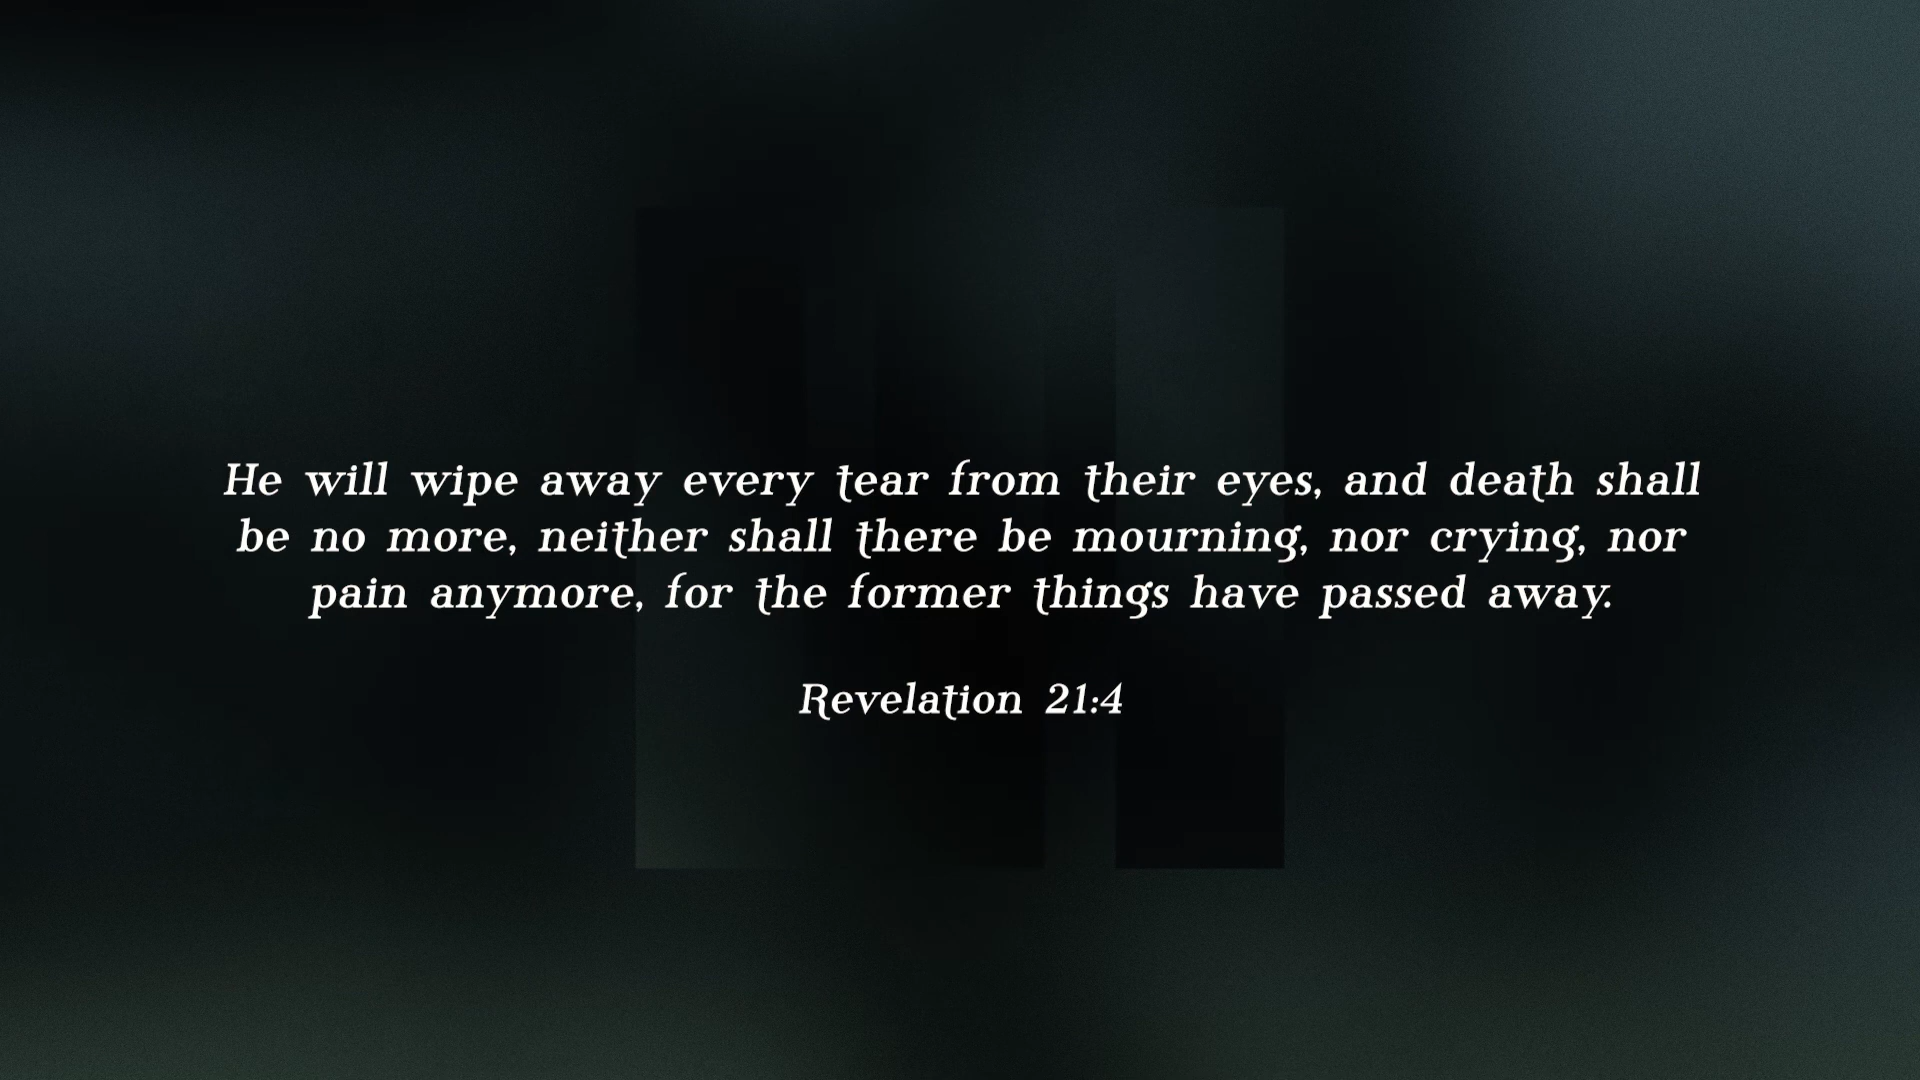 He will wipe away every tear from their eyes, and death shall
be no more, neither shall there be mourning, nor crying, nor
pain anymore, for the former things have passed away.
Revelation 21:4